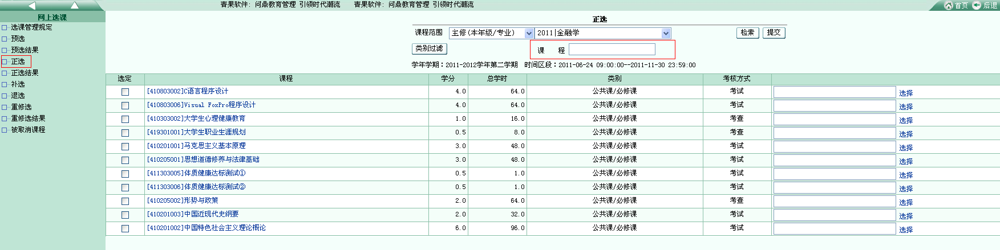 青果软件: 问鼎教育管理 引领时代潮流 青果软件: 问鼎教育管理 引领时代潮流 首页 后退
网上选课
选课管理规定
预选
预选结果
正选
正选结果
补选
退选
重修选
重修选结果
被取消课程
正选
课程范围 主修(本年级/专业) 2011|金融学 检索 提交
类别过滤 课 程
学年学期：2011-2012学年第二学期 时间区段：2011-06-24 09:00:00--2011-11-30 23:59:00
选定 课程 学分 总学时 类别 考核方式
[410803002]C语言程序设计 4.0 64.0 公共课/必修课 考试 选择
[410803006]Visual FoxPro程序设计 4.0 64.0 公共课/必修课 考试 选择
[410303002]大学生心理健康教育 1.0 16.0 公共课/必修课 考查 选择
[419301001]大学生职业生涯规划 0.5 8.0 公共课/必修课 考查 选择
[410201001]马克思主义基本原理 3.0 48.0 公共课/必修课 考试 选择
[410205001]思想道德修养与法律基础 3.0 48.0 公共课/必修课 考试 选择
[411303005]体质健康达标测试① 0.5 1.0 公共课/必修课 考试 选择
[411303006]体质健康达标测试② 0.5 1.0 公共课/必修课 考试 选择
[410205002]形势与政策 2.0 64.0 公共课/必修课 考查 选择
[410201003]中国近现代史纲要 2.0 32.0 公共课/必修课 考试 选择
[410201002]中国特色社会主义理论概论 6.0 96.0 公共课/必修课 考试 选择